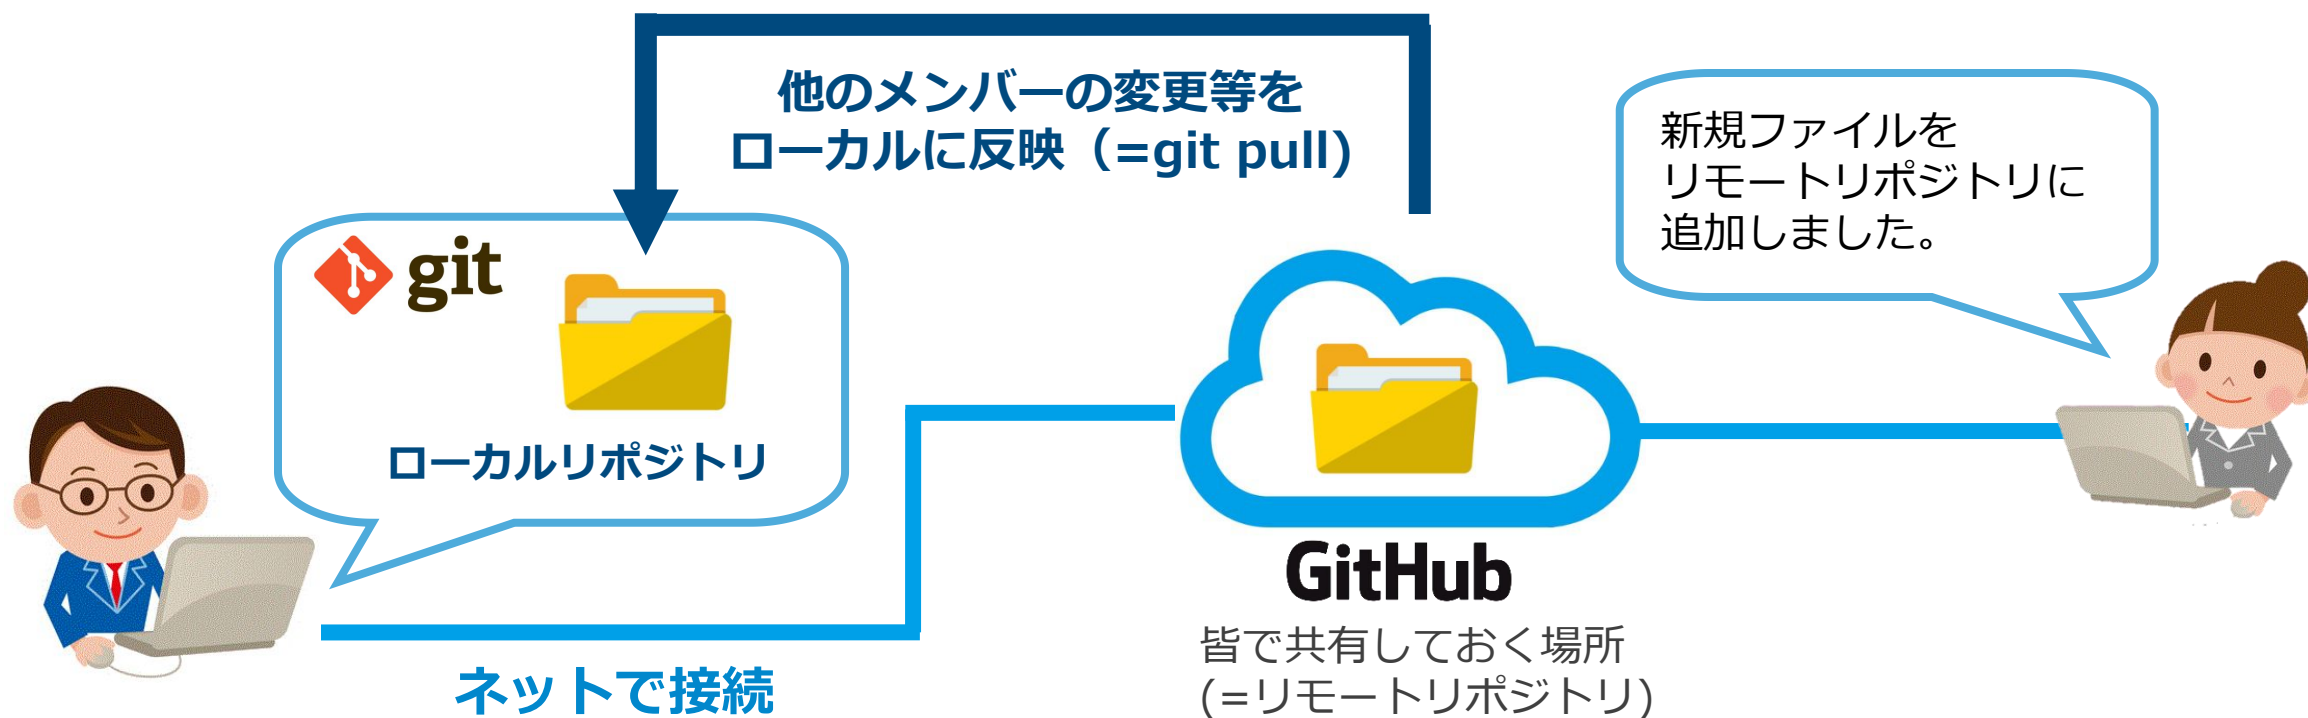 他のメンバーの変更等を
ローカルに反映（=git pull）
新規ファイルを
リモートリポジトリに
追加しました。
git
ローカルリポジトリ
GitHub
皆で共有しておく場所
(=リモートリポジトリ)
ネットで接続